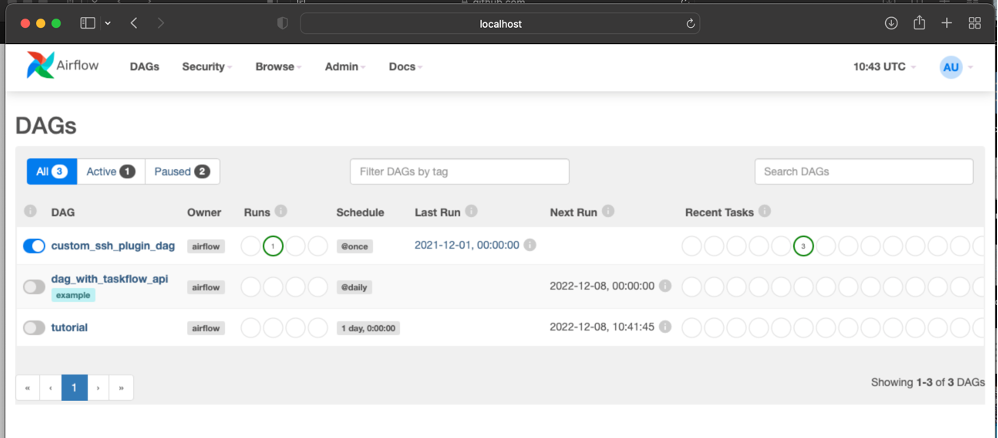 localhost
Airflow DAGs Security Browse Admin Docs 10:43 UTC AU
DAGs
All 3 Active 1 Paused 2 Filter DAGs by tag Search DAGs
DAG Owner Runs Schedule Last Run Next Run Recent Tasks
custom_ssh_plugin_dag airflow 1 @once 2021-12-01, 00:00:00 3
dag_with_taskflow_api airflow @daily 2022-12-08, 00:00:00
example
tutorial airflow 1 day, 0:00:00 2022-12-08, 10:41:45
« ‹ 1 › »
Showing 1-3 of 3 DAGs